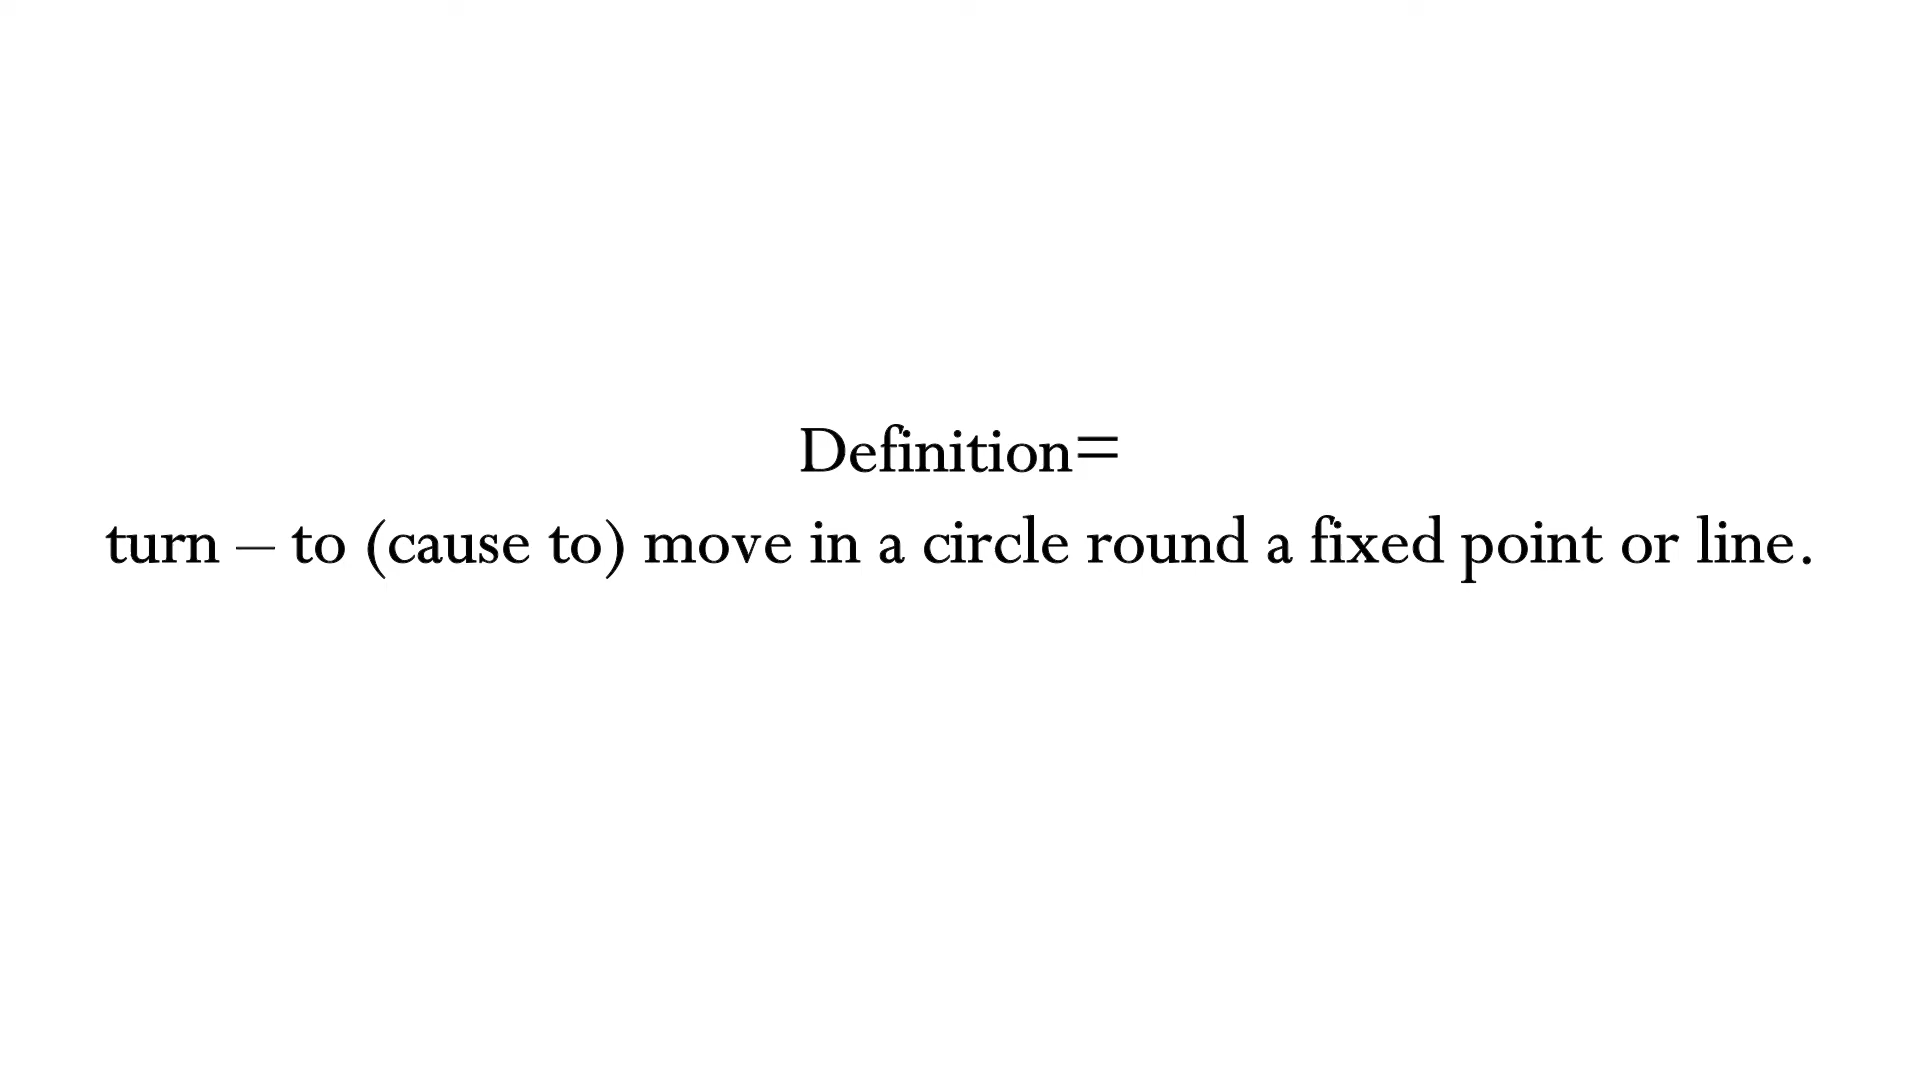 Definition=
turn – to (cause to) move in a circle round a fixed point or line.